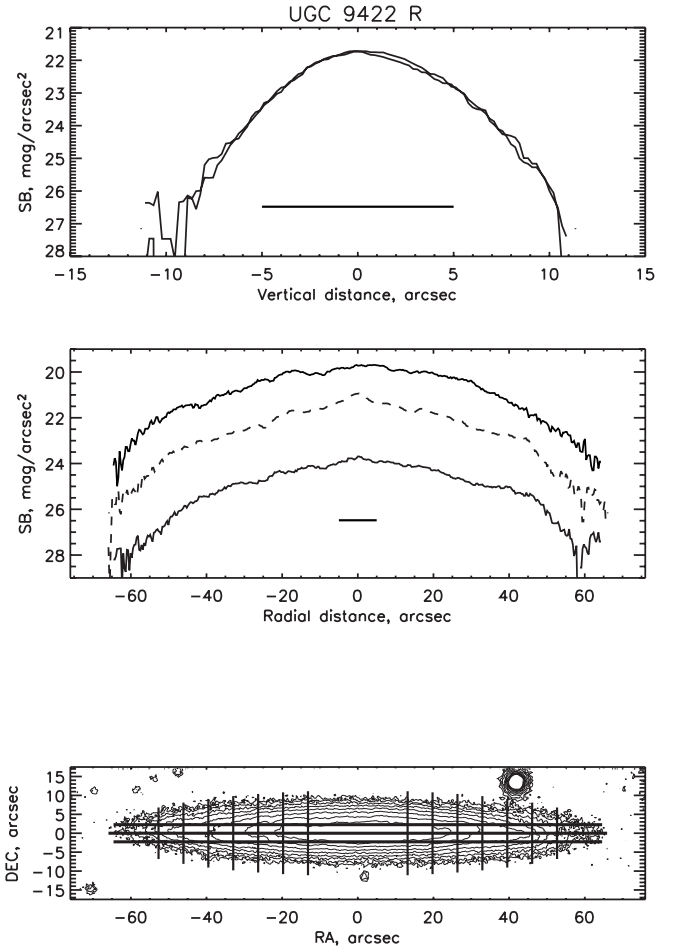 UGC 9422 R
21
22
23
24
25
26
27
28
SB, mag/arcsec²
−15 −10 −5 0 5 10 15
Vertical distance, arcsec
20
22
24
26
28
SB, mag/arcsec²
−60 −40 −20 0 20 40 60
Radial distance, arcsec
15
10
5
0
−5
−10
−15
DEC, arcsec
−60 −40 −20 0 20 40 60
RA, arcsec